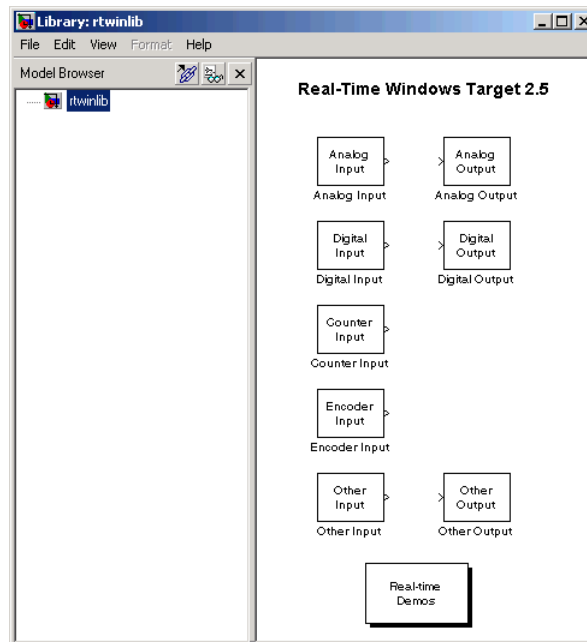 Library: rtwinlib
File Edit View Format Help
Model Browser
rtwinlib
Real-Time Windows Target 2.5
Analog
Input
Analog Input
Analog
Output
Analog Output
Digital
Input
Digital Input
Digital
Output
Digital Output
Counter
Input
Counter Input
Encoder
Input
Encoder Input
Other
Input
Other Input
Other
Output
Other Output
Real-time
Demos